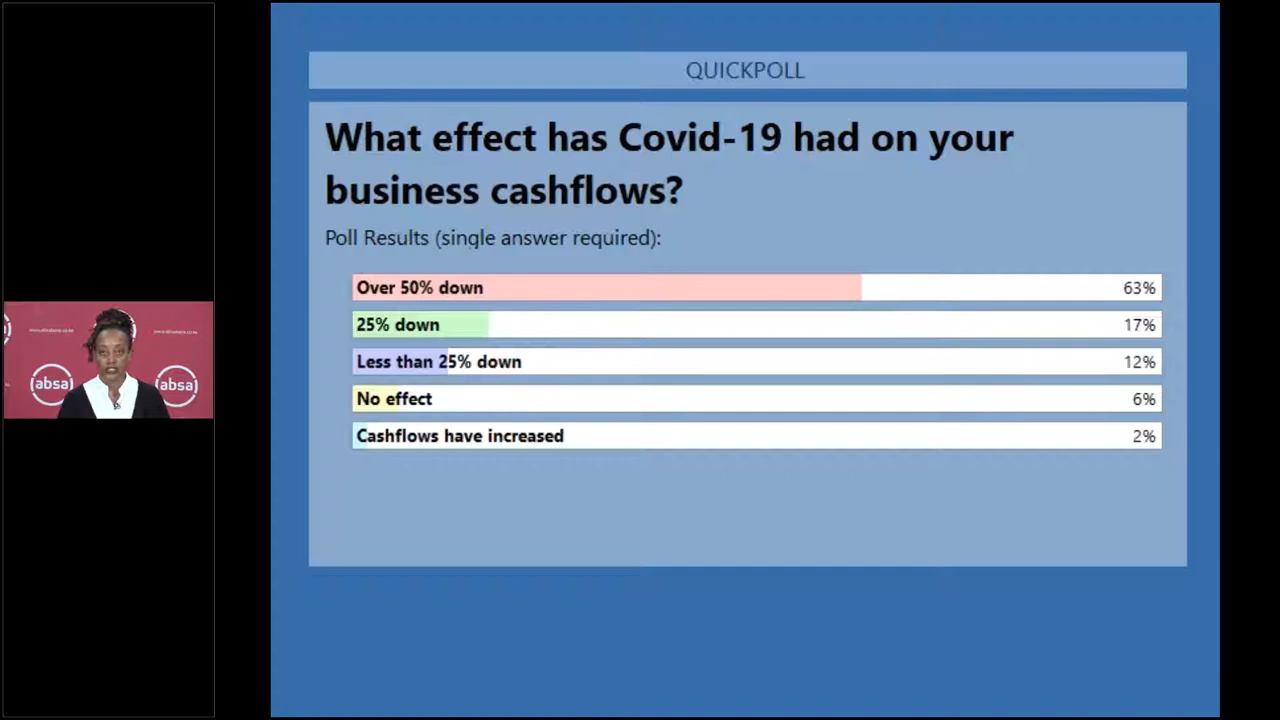 QUICKPOLL
What effect has Covid-19 had on your
business cashflows?
Poll Results (single answer required):
Over 50% down 63%
25% down 17%
Less than 25% down 12%
No effect 6%
Cashflows have increased 2%
absa
absa